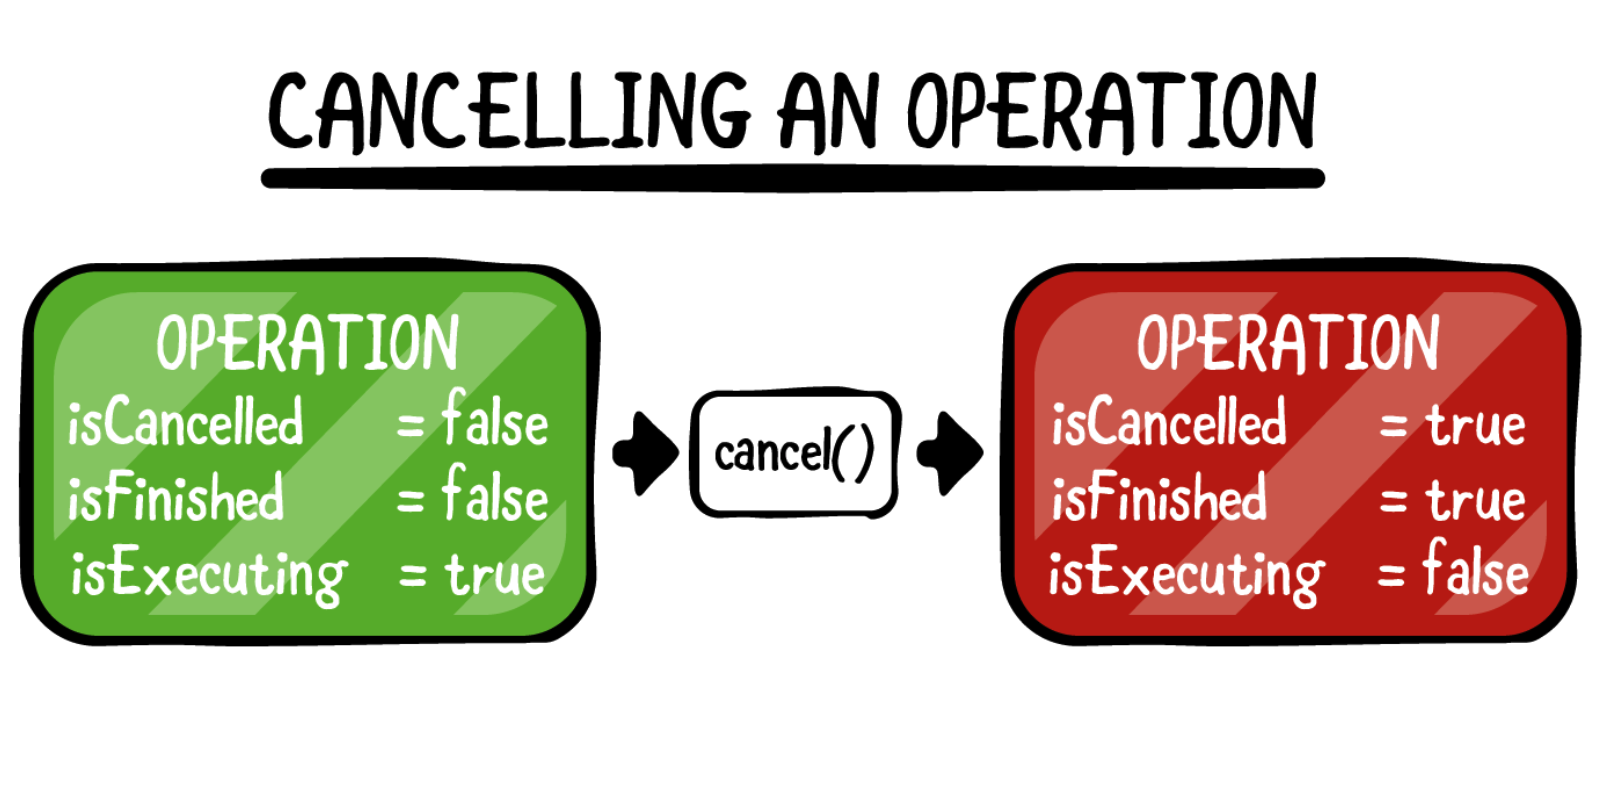 CANCELLING AN OPERATION
OPERATION
isCancelled = false
isFinished = false
isExecuting = true
cancel()
OPERATION
isCancelled = true
isFinished = true
isExecuting = false